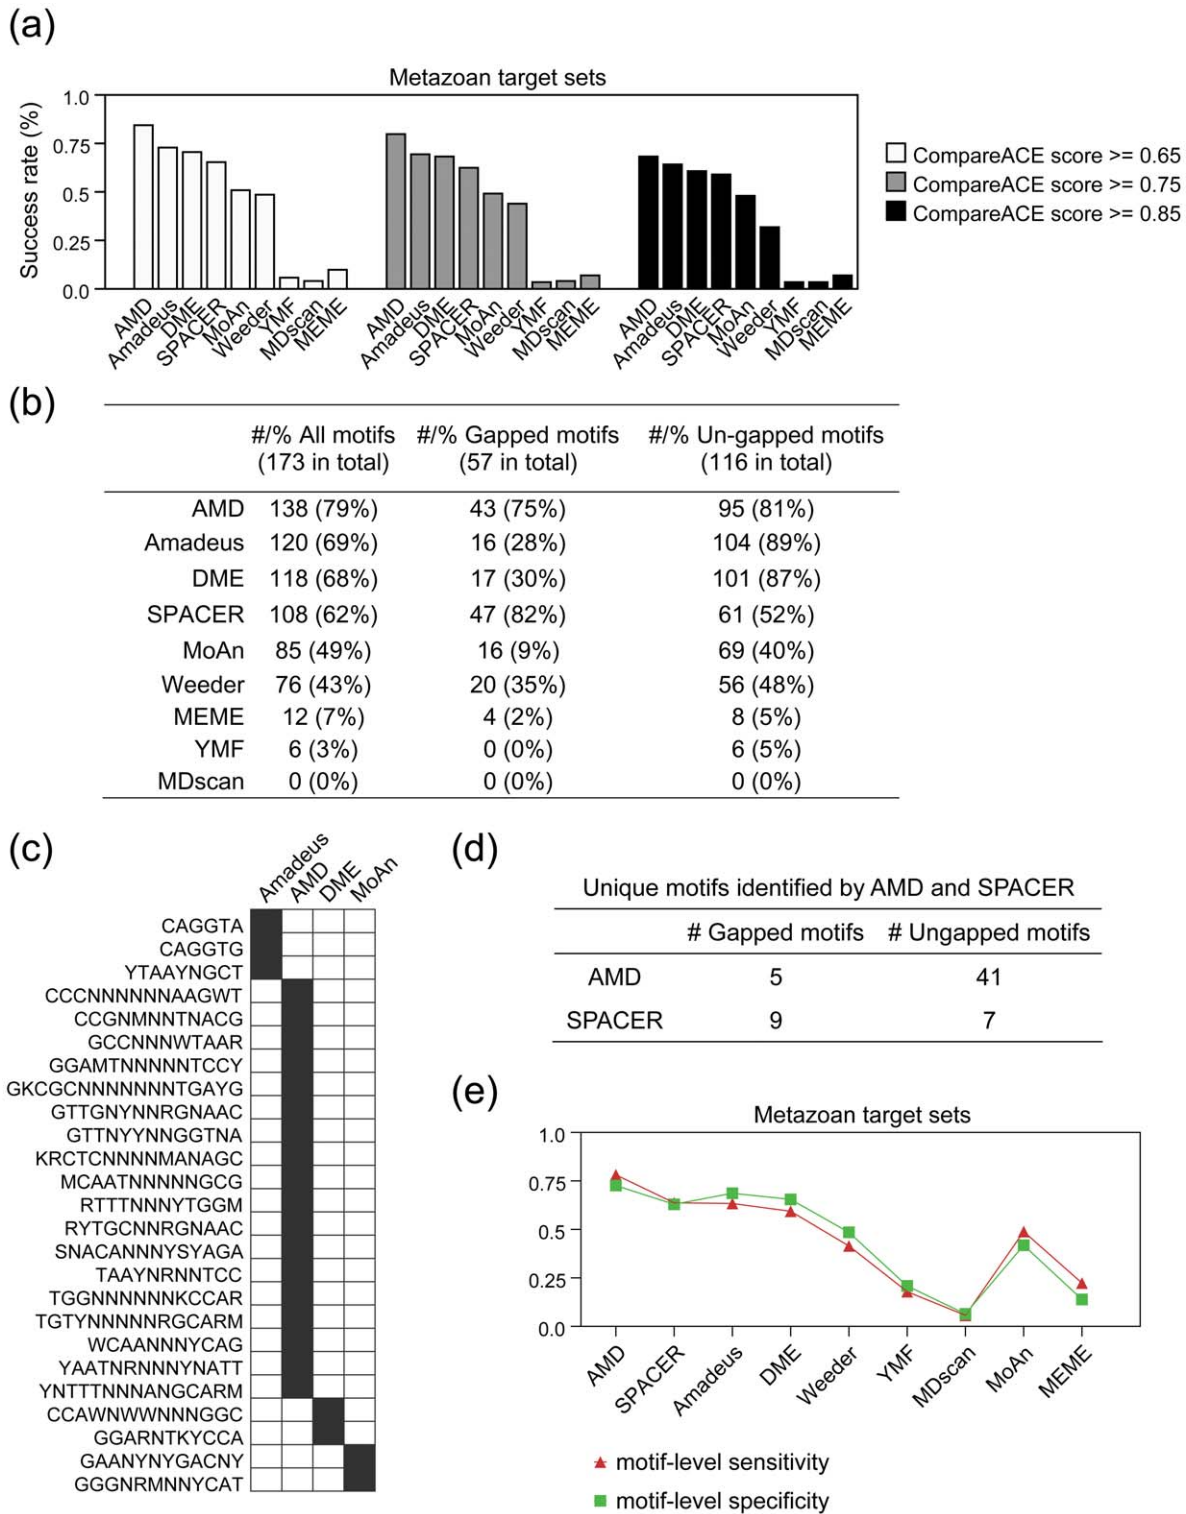 (a)
Metazoan target sets
Success rate (%)
1.0
0.75
0.5
0.25
0.0
AMD
Amadeus
DME
SPACER
MoAn
Weeder
YMF
MDscan
MEME
AMD
Amadeus
DME
SPACER
MoAn
Weeder
YMF
MDscan
MEME
AMD
Amadeus
DME
SPACER
MoAn
Weeder
YMF
MDscan
MEME
CompareACE score >= 0.65
CompareACE score >= 0.75
CompareACE score >= 0.85
(b)
#/% All motifs #/% Gapped motifs #/% Un-gapped motifs
(173 in total) (57 in total) (116 in total)
AMD 138 (79%) 43 (75%) 95 (81%)
Amadeus 120 (69%) 16 (28%) 104 (89%)
DME 118 (68%) 17 (30%) 101 (87%)
SPACER 108 (62%) 47 (82%) 61 (52%)
MoAn 85 (49%) 16 (9%) 69 (40%)
Weeder 76 (43%) 20 (35%) 56 (48%)
MEME 12 (7%) 4 (2%) 8 (5%)
YMF 6 (3%) 0 (0%) 6 (5%)
MDscan 0 (0%) 0 (0%) 0 (0%)
(c)
Amadeus
AMD
DME
MoAn
CAGGTA
CAGGTG
YTAAYNGCT
CCCNNNNNNAAGWT
CCGNMNNTNACG
GCCNNNWTAAR
GGAMTNNNNNTCCY
GKCGCNNNNNNNTGAYG
GTTGNYNNRGNAAC
GTTNYYNNGGTNA
KRCTCNNNNMANAGC
MCAATNNNNNGCG
RTTTNNNYTGGM
RYTGCNNRGNAAC
SNACANNNYSYAGA
TAAYNRNNTCC
TGGNNNNNNKCCAR
TGTYNNNNNRGCARM
WCAANNNYCAG
YAATNRNNNYNATT
YNTTTNNNANGCARM
CCAWNWWNNNGGC
GGARNTKYCCA
GAANYNYGACNY
GGGNRMNNYCAT
(d)
Unique motifs identified by AMD and SPACER
# Gapped motifs # Ungapped motifs
AMD 5 41
SPACER 9 7
(e)
Metazoan target sets
1.0
0.75
0.5
0.25
0.0
AMD
SPACER
Amadeus
DME
Weeder
YMF
MDscan
MoAn
MEME
motif-level sensitivity
motif-level specificity